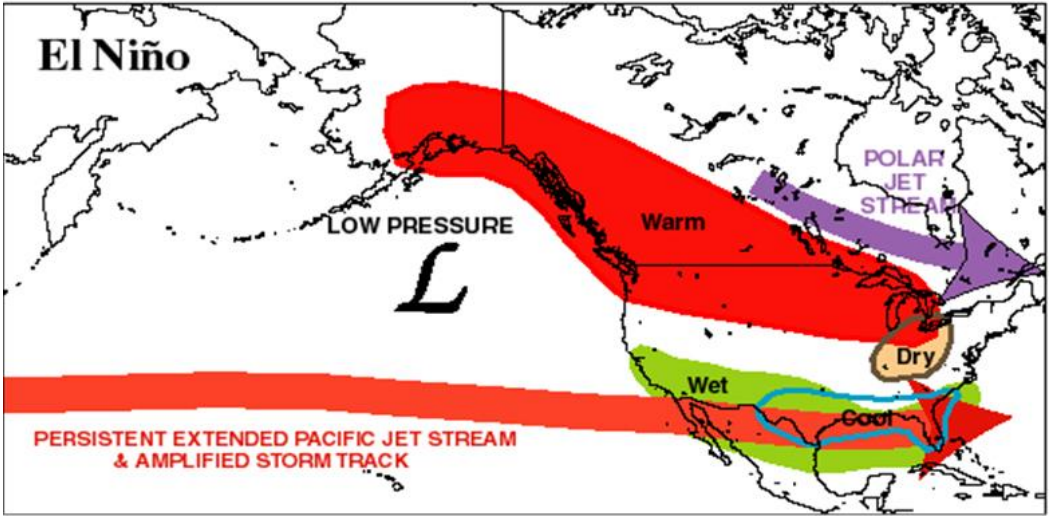 El Niño
POLAR
JET
STREAM
LOW PRESSURE
Warm
L
Dry
Wet
Cool
PERSISTENT EXTENDED PACIFIC JET STREAM
& AMPLIFIED STORM TRACK